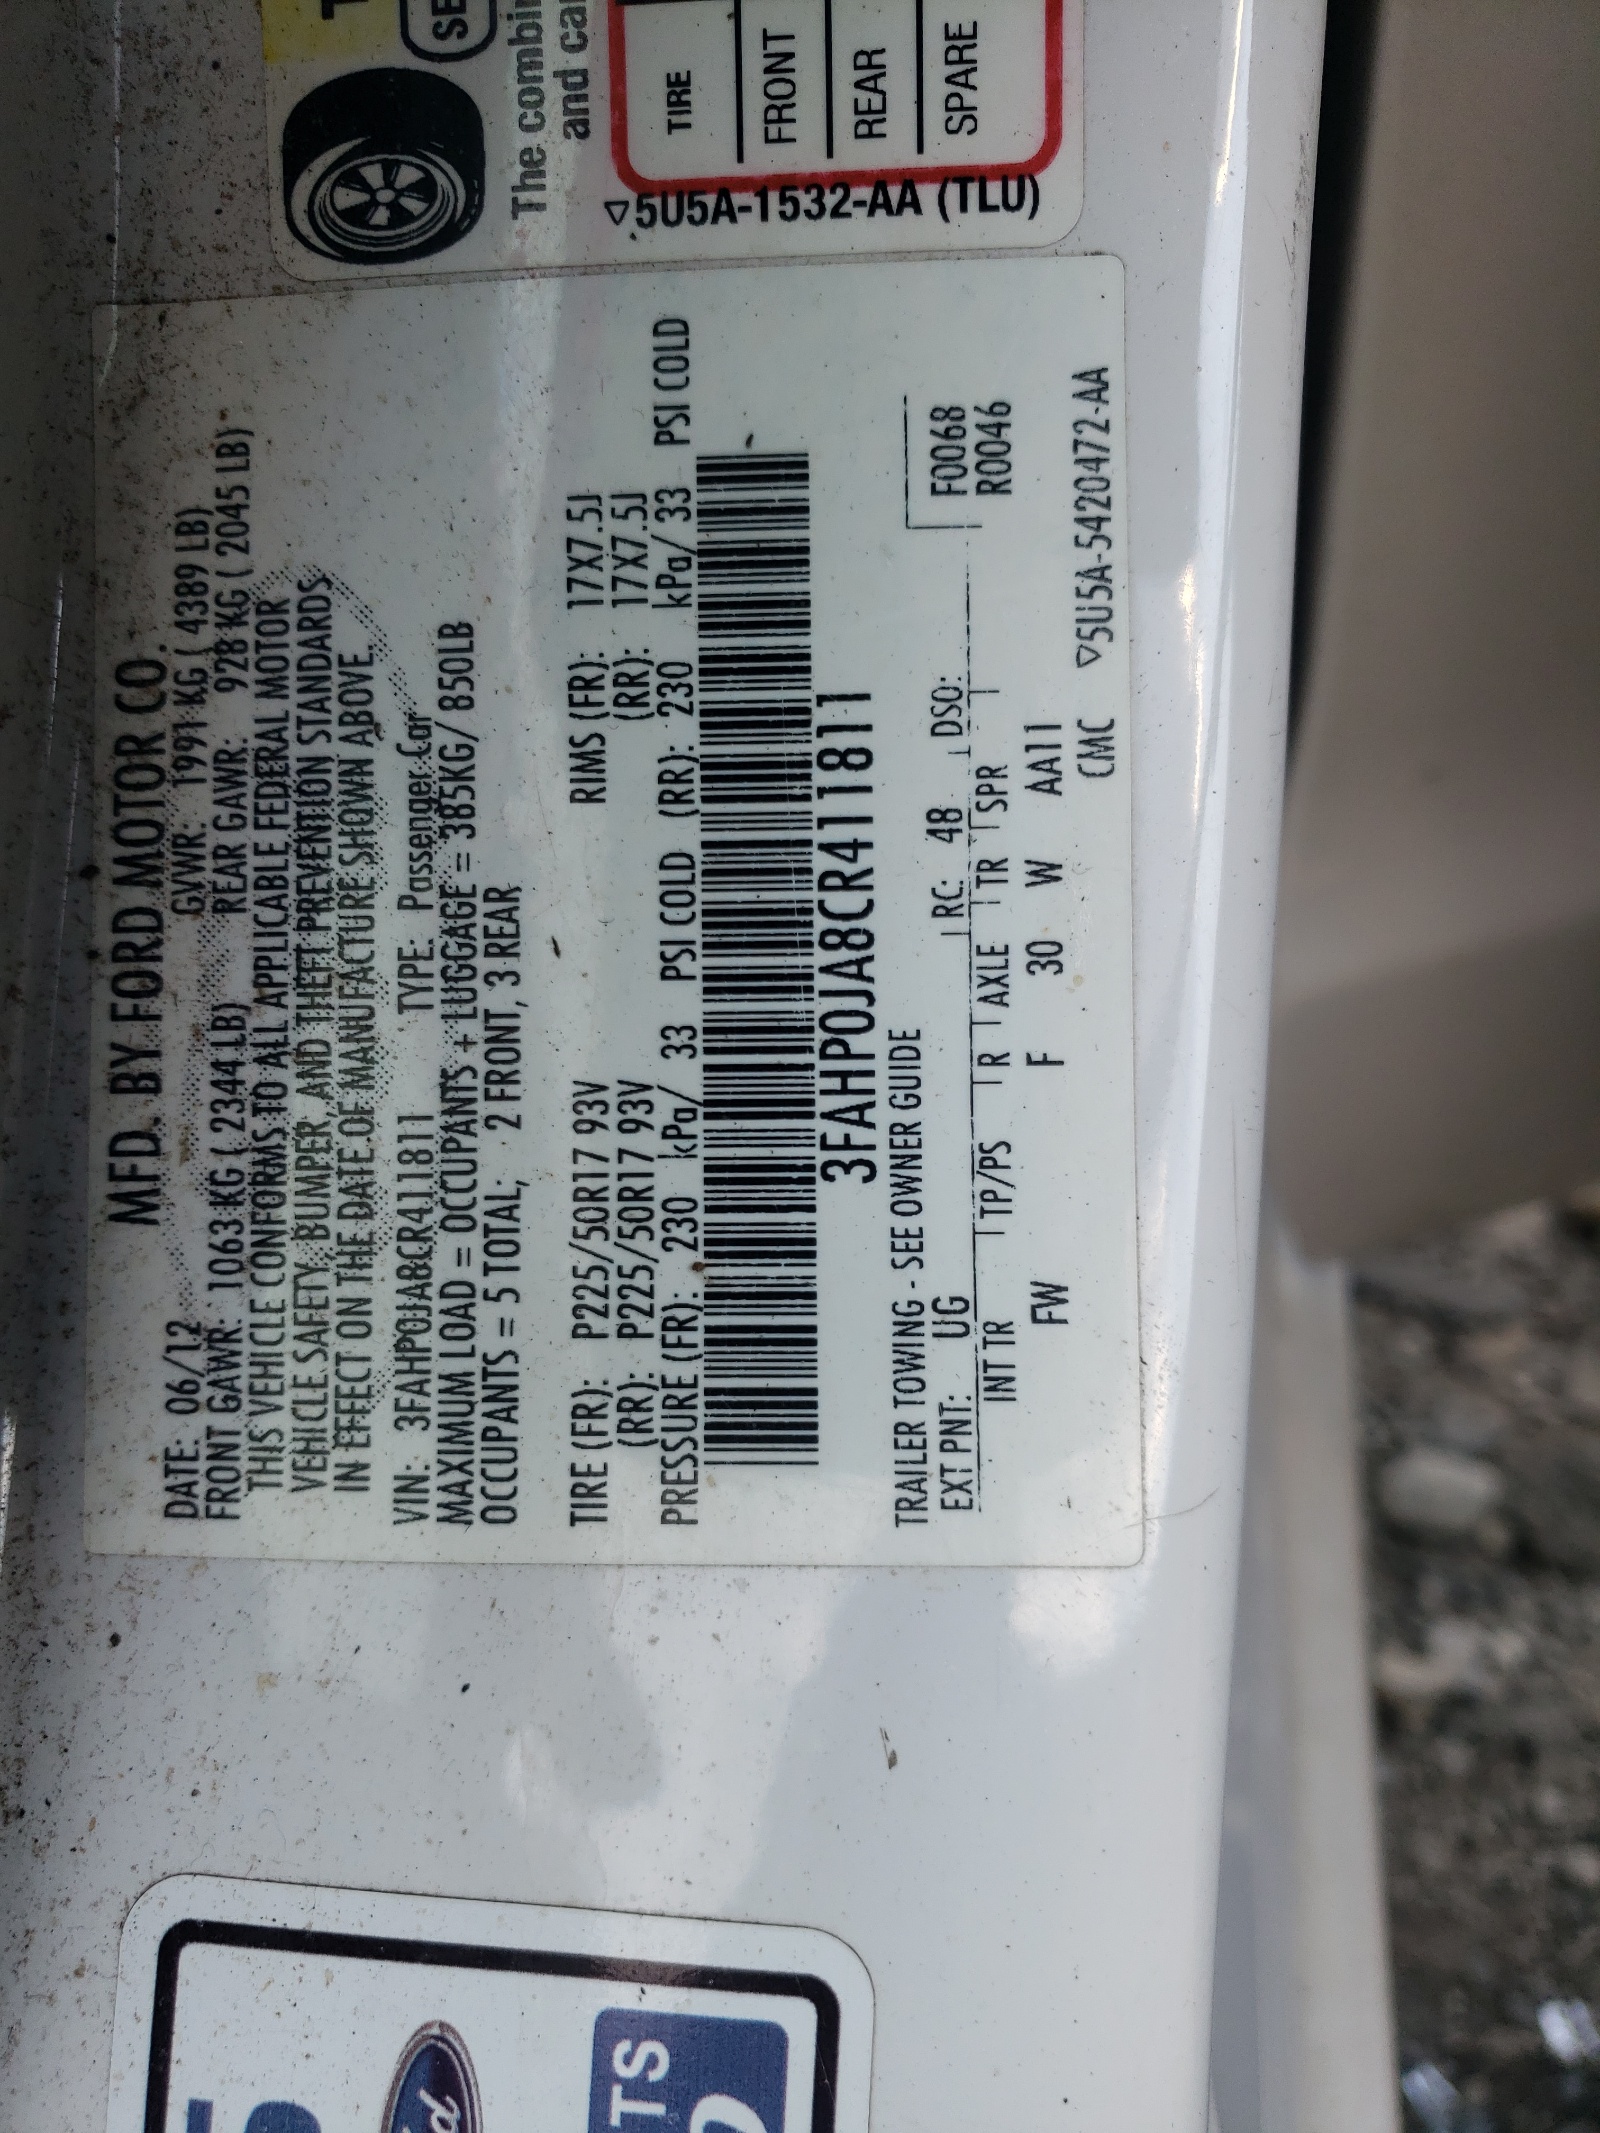 MFD. BY FORD MOTOR CO.
DATE: 06/12 GVWR: 1991 KG ( 4389 LB)
FRONT GAWR: 1063 KG ( 2344 LB) REAR GAWR: 928 KG ( 2045 LB)
THIS VEHICLE CONFORMS TO ALL APPLICABLE FEDERAL MOTOR
VEHICLE SAFETY, BUMPER, AND THEFT PREVENTION STANDARDS
IN EFFECT ON THE DATE OF MANUFACTURE SHOWN ABOVE.
VIN: 3FAHP0JA8CR411811 TYPE: Passenger Car
MAXIMUM LOAD = OCCUPANTS + LUGGAGE = 385KG/ 850LB
OCCUPANTS = 5 TOTAL; 2 FRONT, 3 REAR
TIRE (FR): P225/50R17 93V RIMS (FR): 17X7.5J
(RR): P225/50R17 93V (RR): 17X7.5J
PRESSURE (FR): 230 kPa/ 33 PSI COLD (RR): 230 kPa/ 33 PSI COLD
3FAHP0JA8CR411811
TRAILER TOWING - SEE OWNER GUIDE
EXT PNT: UG RC: 48 DSO: F0068
INT TR TP/PS R AXLE TR SPR R0046
FW F 30 W AA11
CMC ▽5U5A-5420472-AA
The combin
and ca
TIRE
FRONT
REAR
SPARE
▽5U5A-1532-AA (TLU)
TS